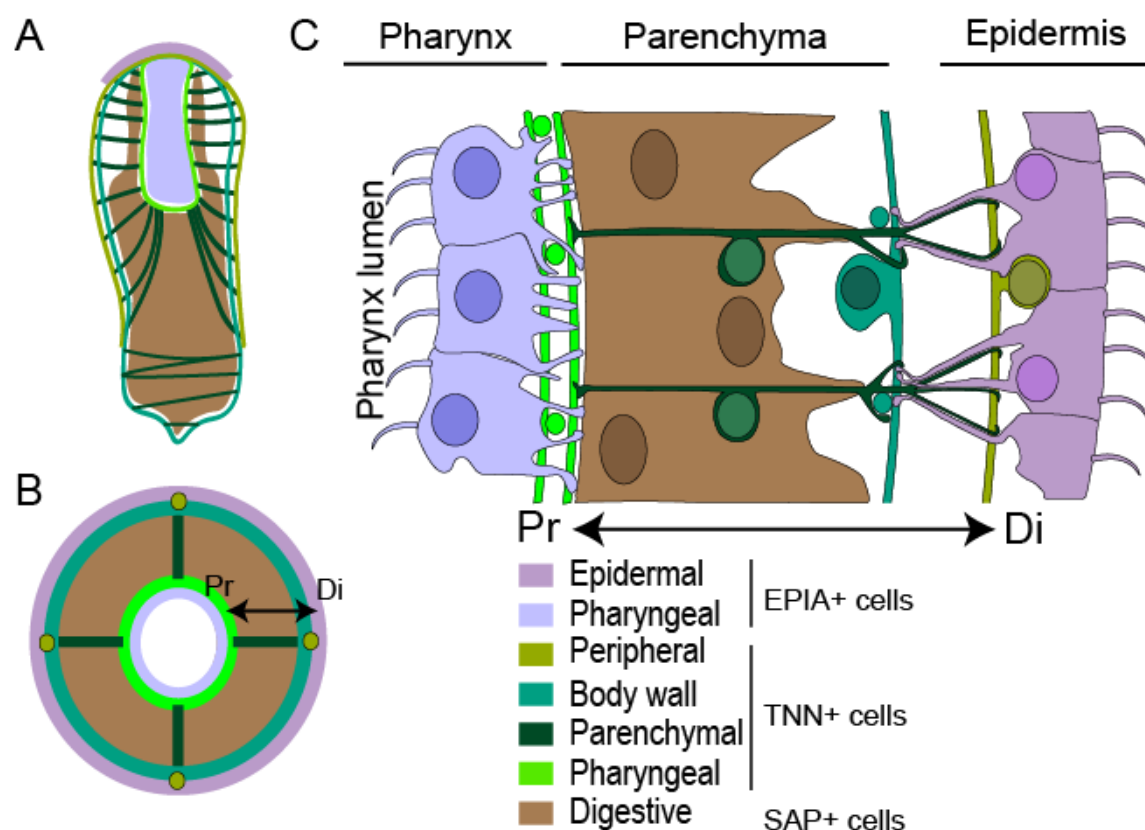 A
C
Pharynx
Parenchyma
Epidermis
Pharynx lumen
B
Pr
Di
Pr
Di
Epidermal
Pharyngeal
EPIA+ cells
Peripheral
Body wall
Parenchymal
Pharyngeal
TNN+ cells
Digestive
SAP+ cells